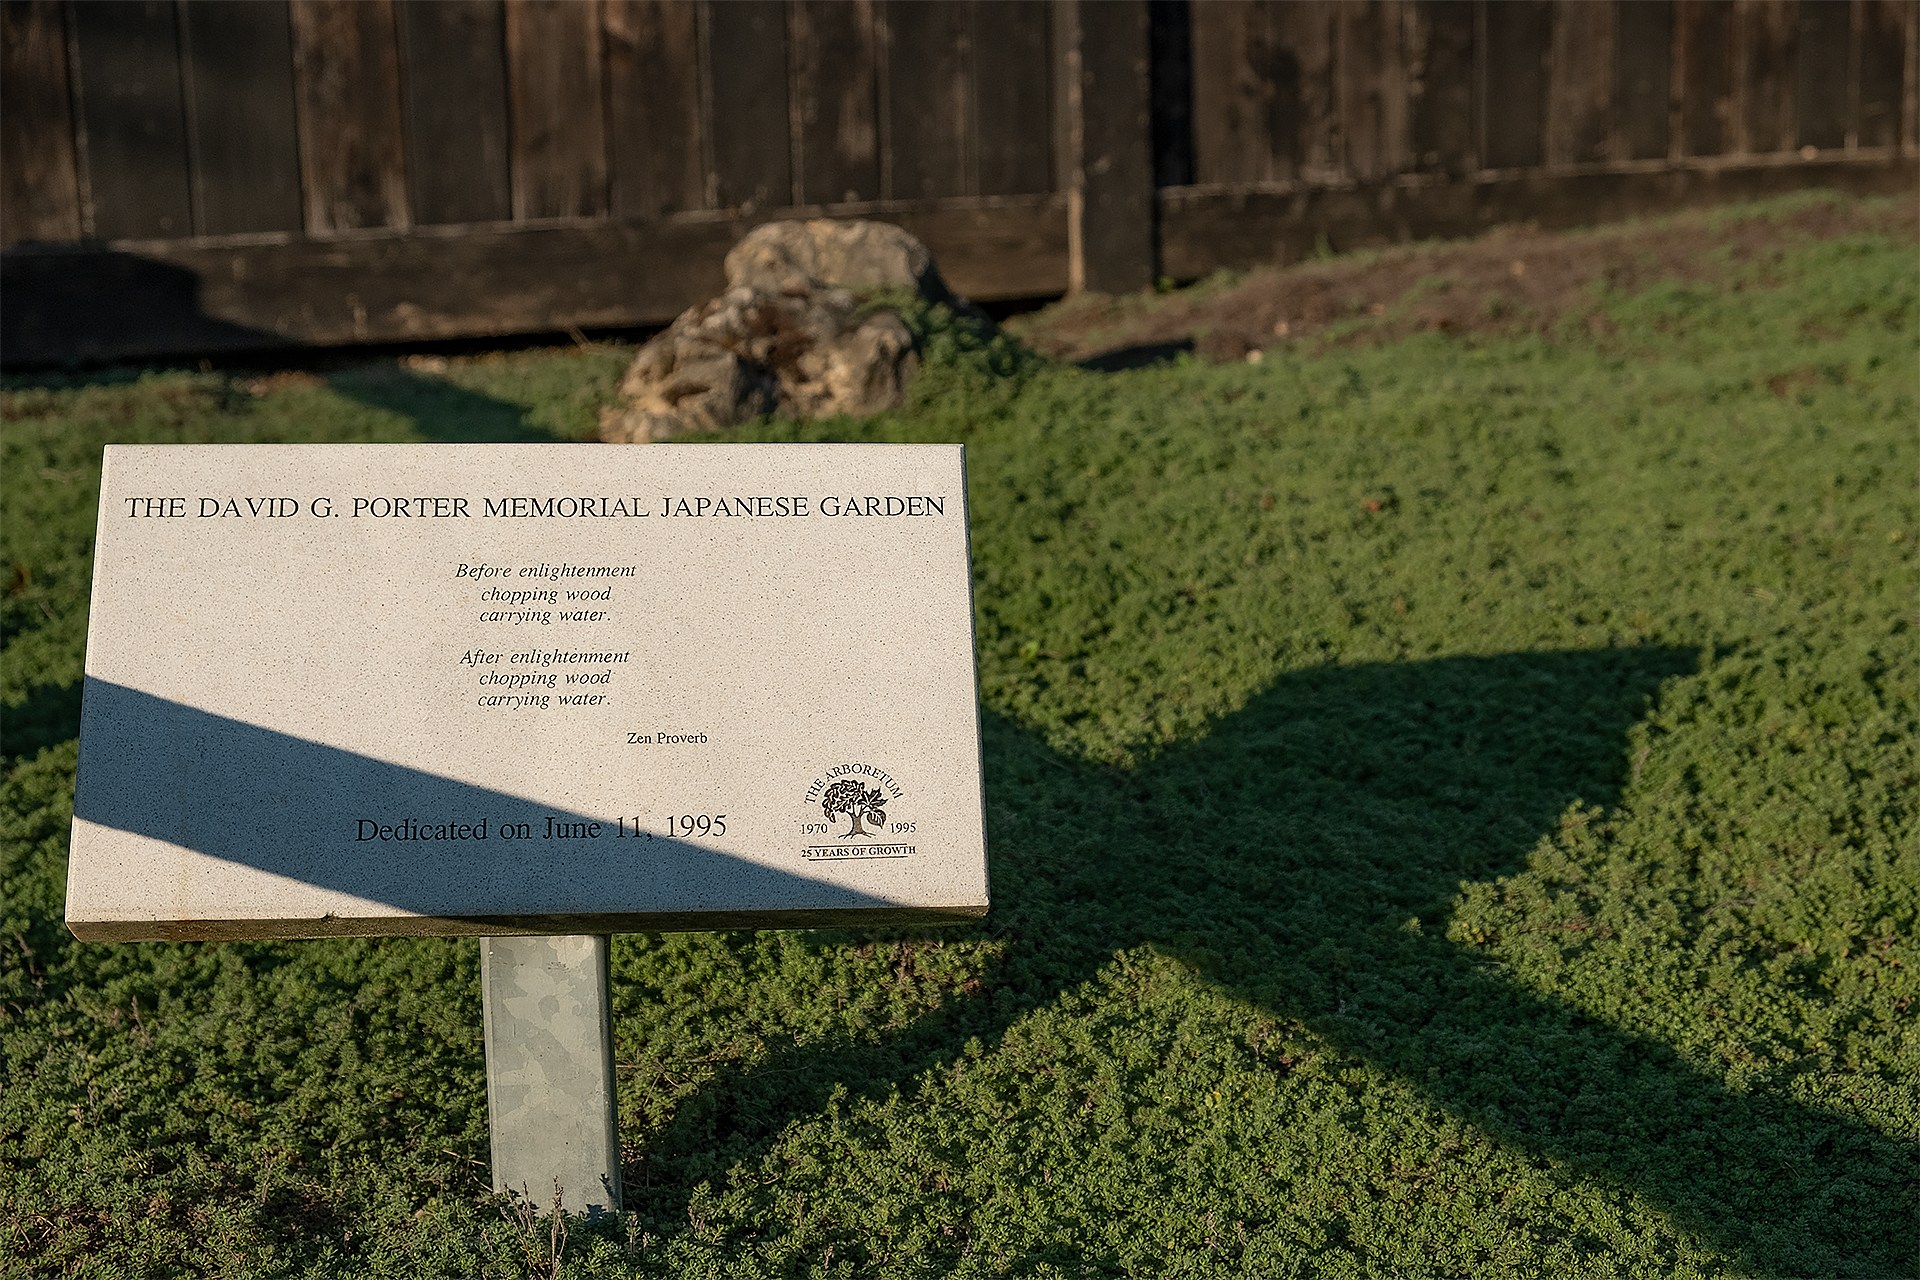 THE DAVID G. PORTER MEMORIAL JAPANESE GARDEN
Before enlightenment
chopping wood
carrying water.
After enlightenment
chopping wood
carrying water.
Zen Proverb
Dedicated on June 11, 1995
THE ARBORETUM
1970 1995
25 YEARS OF GROWTH